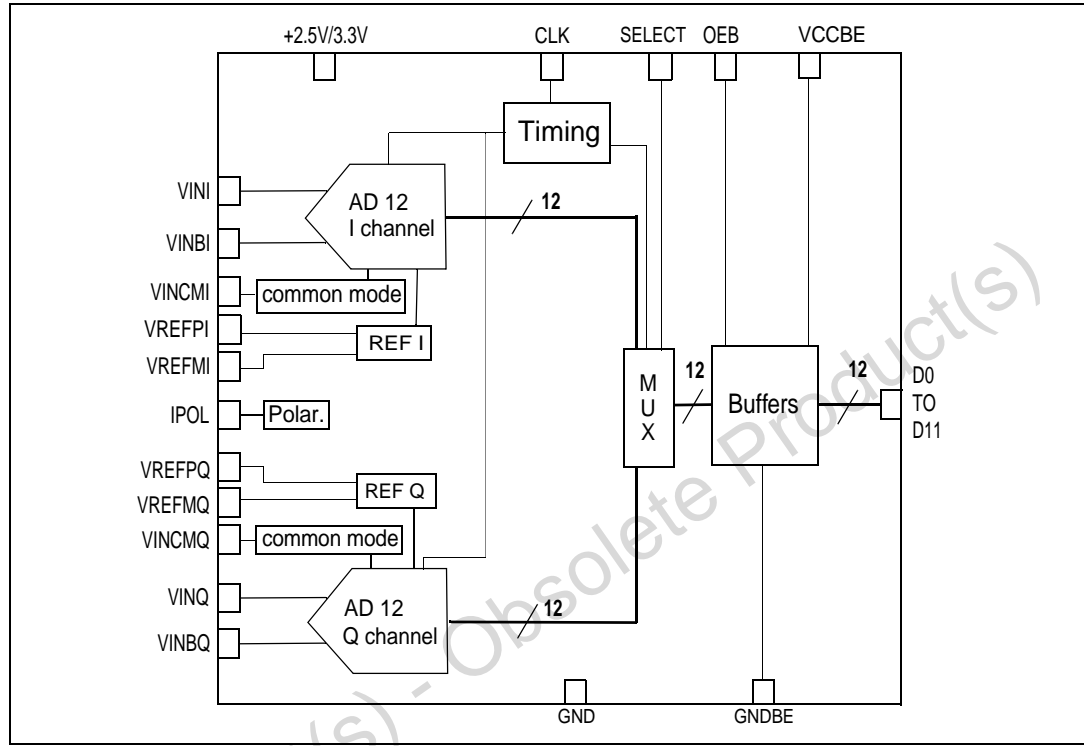 +2.5V/3.3V
CLK
SELECT
OEB
VCCBE
Timing
VINI
AD 12
I channel
12
VINBI
VINCMI
common mode
VREFPI
REF I
VREFMI
MUX
12
Buffers
12
D0
TO
D11
IPOL
Polar.
VREFPQ
REF Q
VREFMQ
VINCMQ
common mode
VINQ
AD 12
Q channel
12
VINBQ
GND
GNDBE
(s) - Obsolete Product(s)